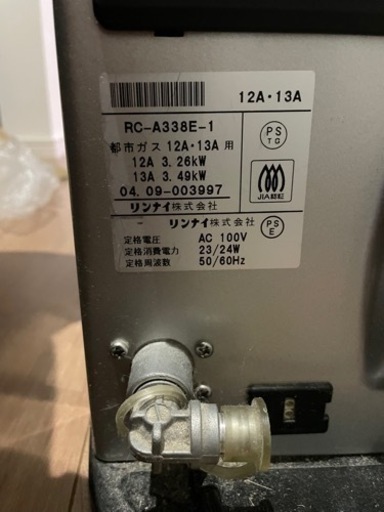 12A・13A
RC-A338E-1
都市ガス 12A・13A 用
12A 3.26kW
13A 3.49kW
04.09-003997
リンナイ株式会社
PS
TG
JIA認証
リンナイ株式会社
PS
E
定格電圧 AC 100V
定格消費電力 23/24W
定格周波数 50/60Hz